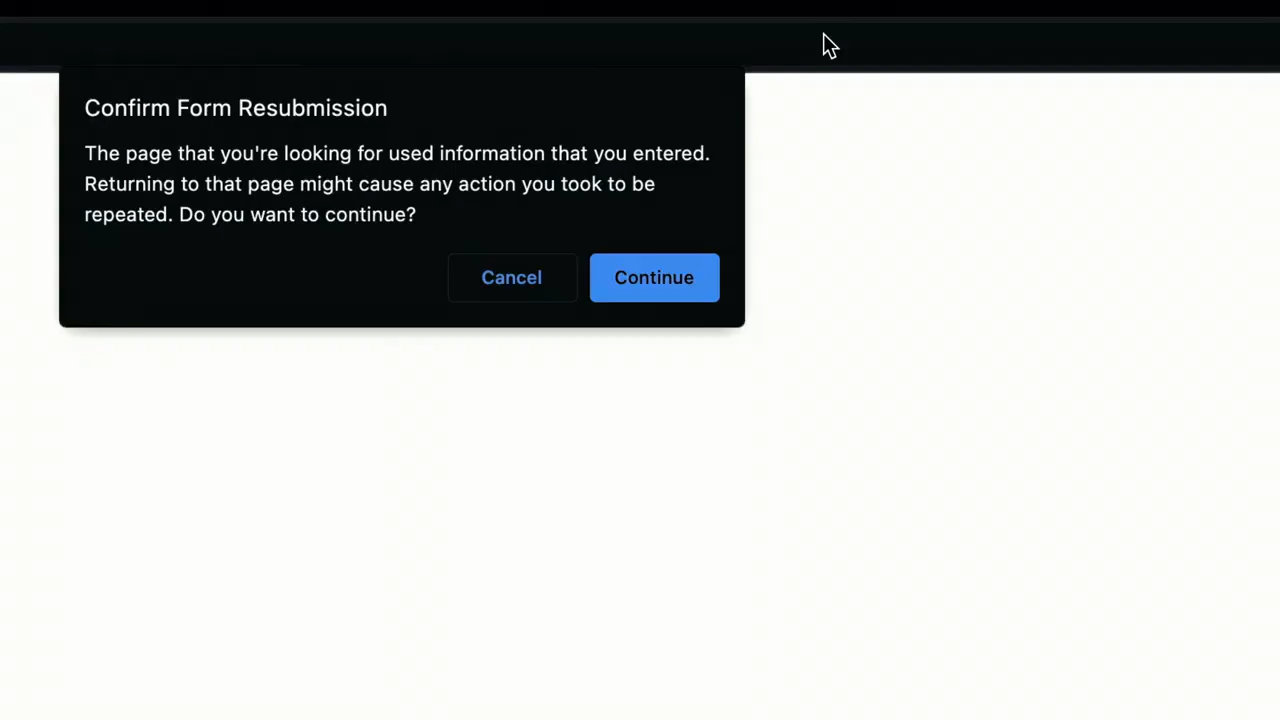 Confirm Form Resubmission
The page that you're looking for used information that you entered.
Returning to that page might cause any action you took to be
repeated. Do you want to continue?
Cancel
Continue